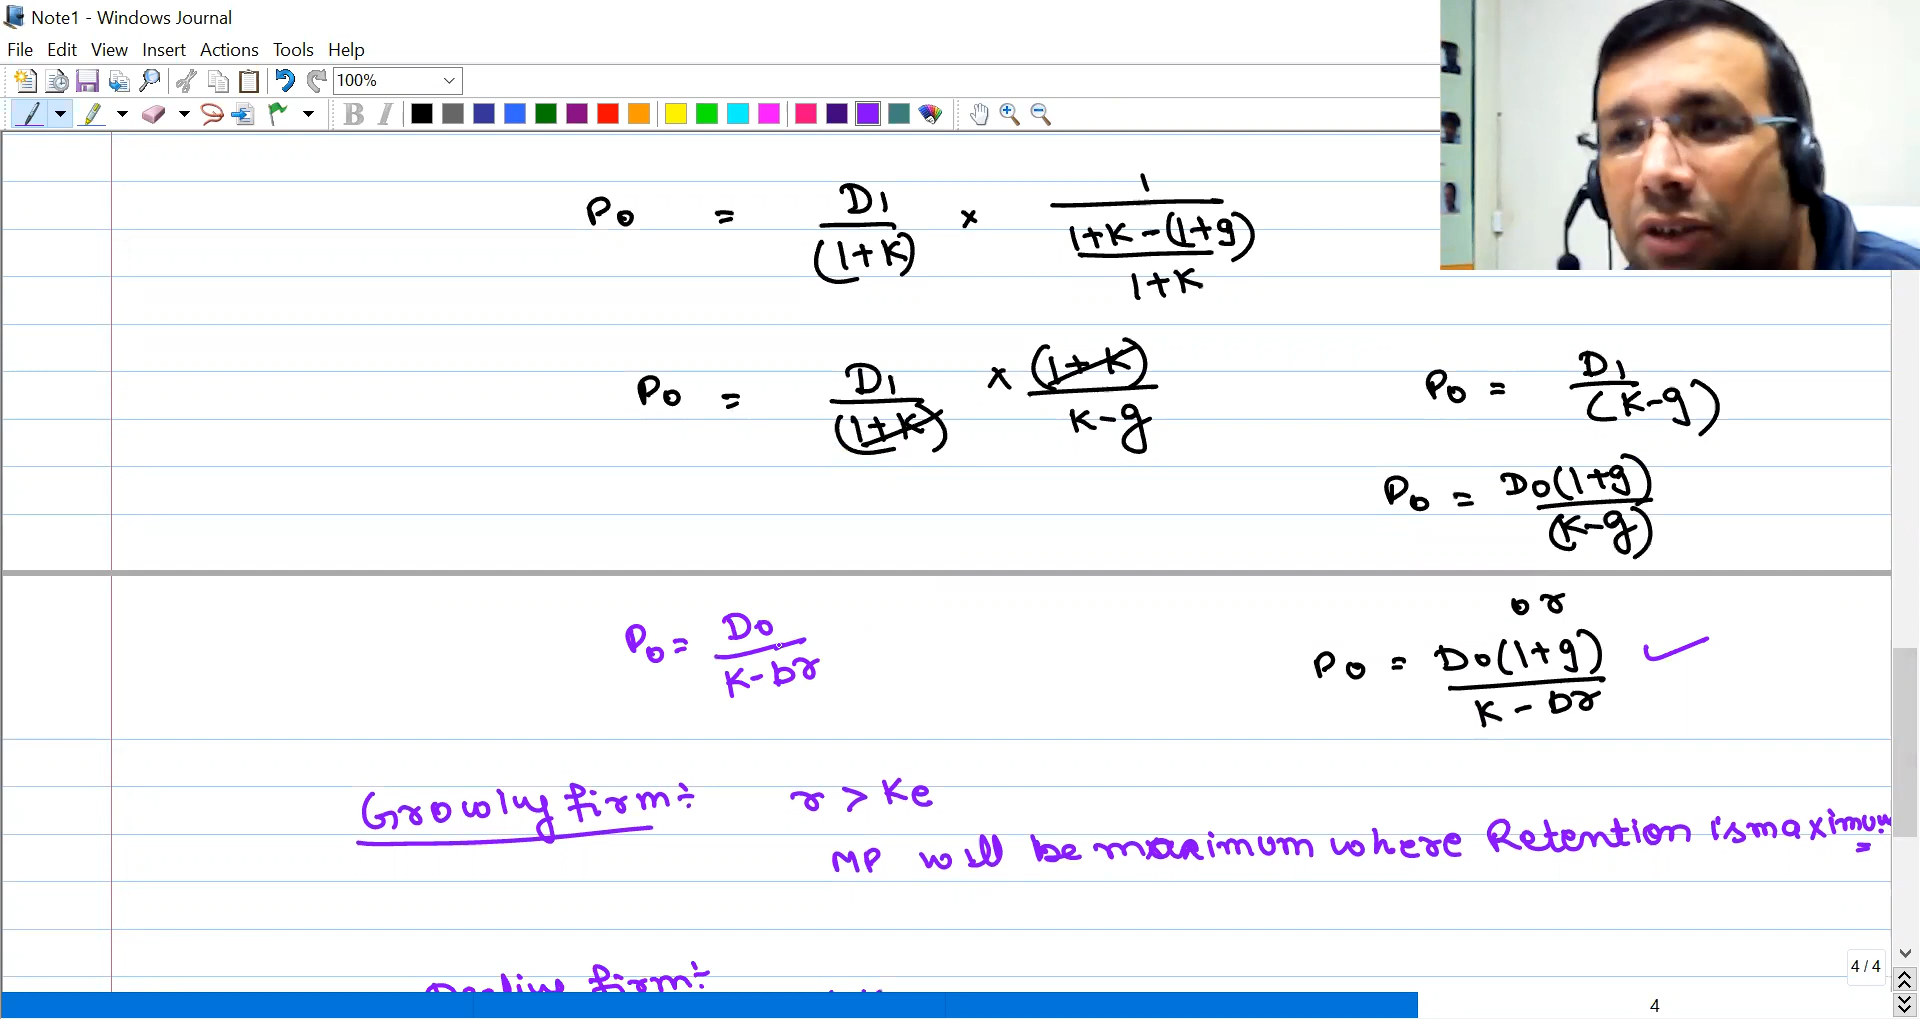 Note1 - Windows Journal
File Edit View Insert Actions Tools Help
100%
B I
P0 = D1/(1+K) × 1/((1+K-(1+g))/(1+K))
P0 = D1/(1+K) × (1+K)/(K-g)
P0 = D1/(K-g)
P0 = D0(1+g)/(K-g)
or
P0 = D0/(K-br)
P0 = D0(1+g)/(K-br) ✓
firm÷ r > Ke
MP will be maximum where Retention is maximum
firm÷
4/4
4